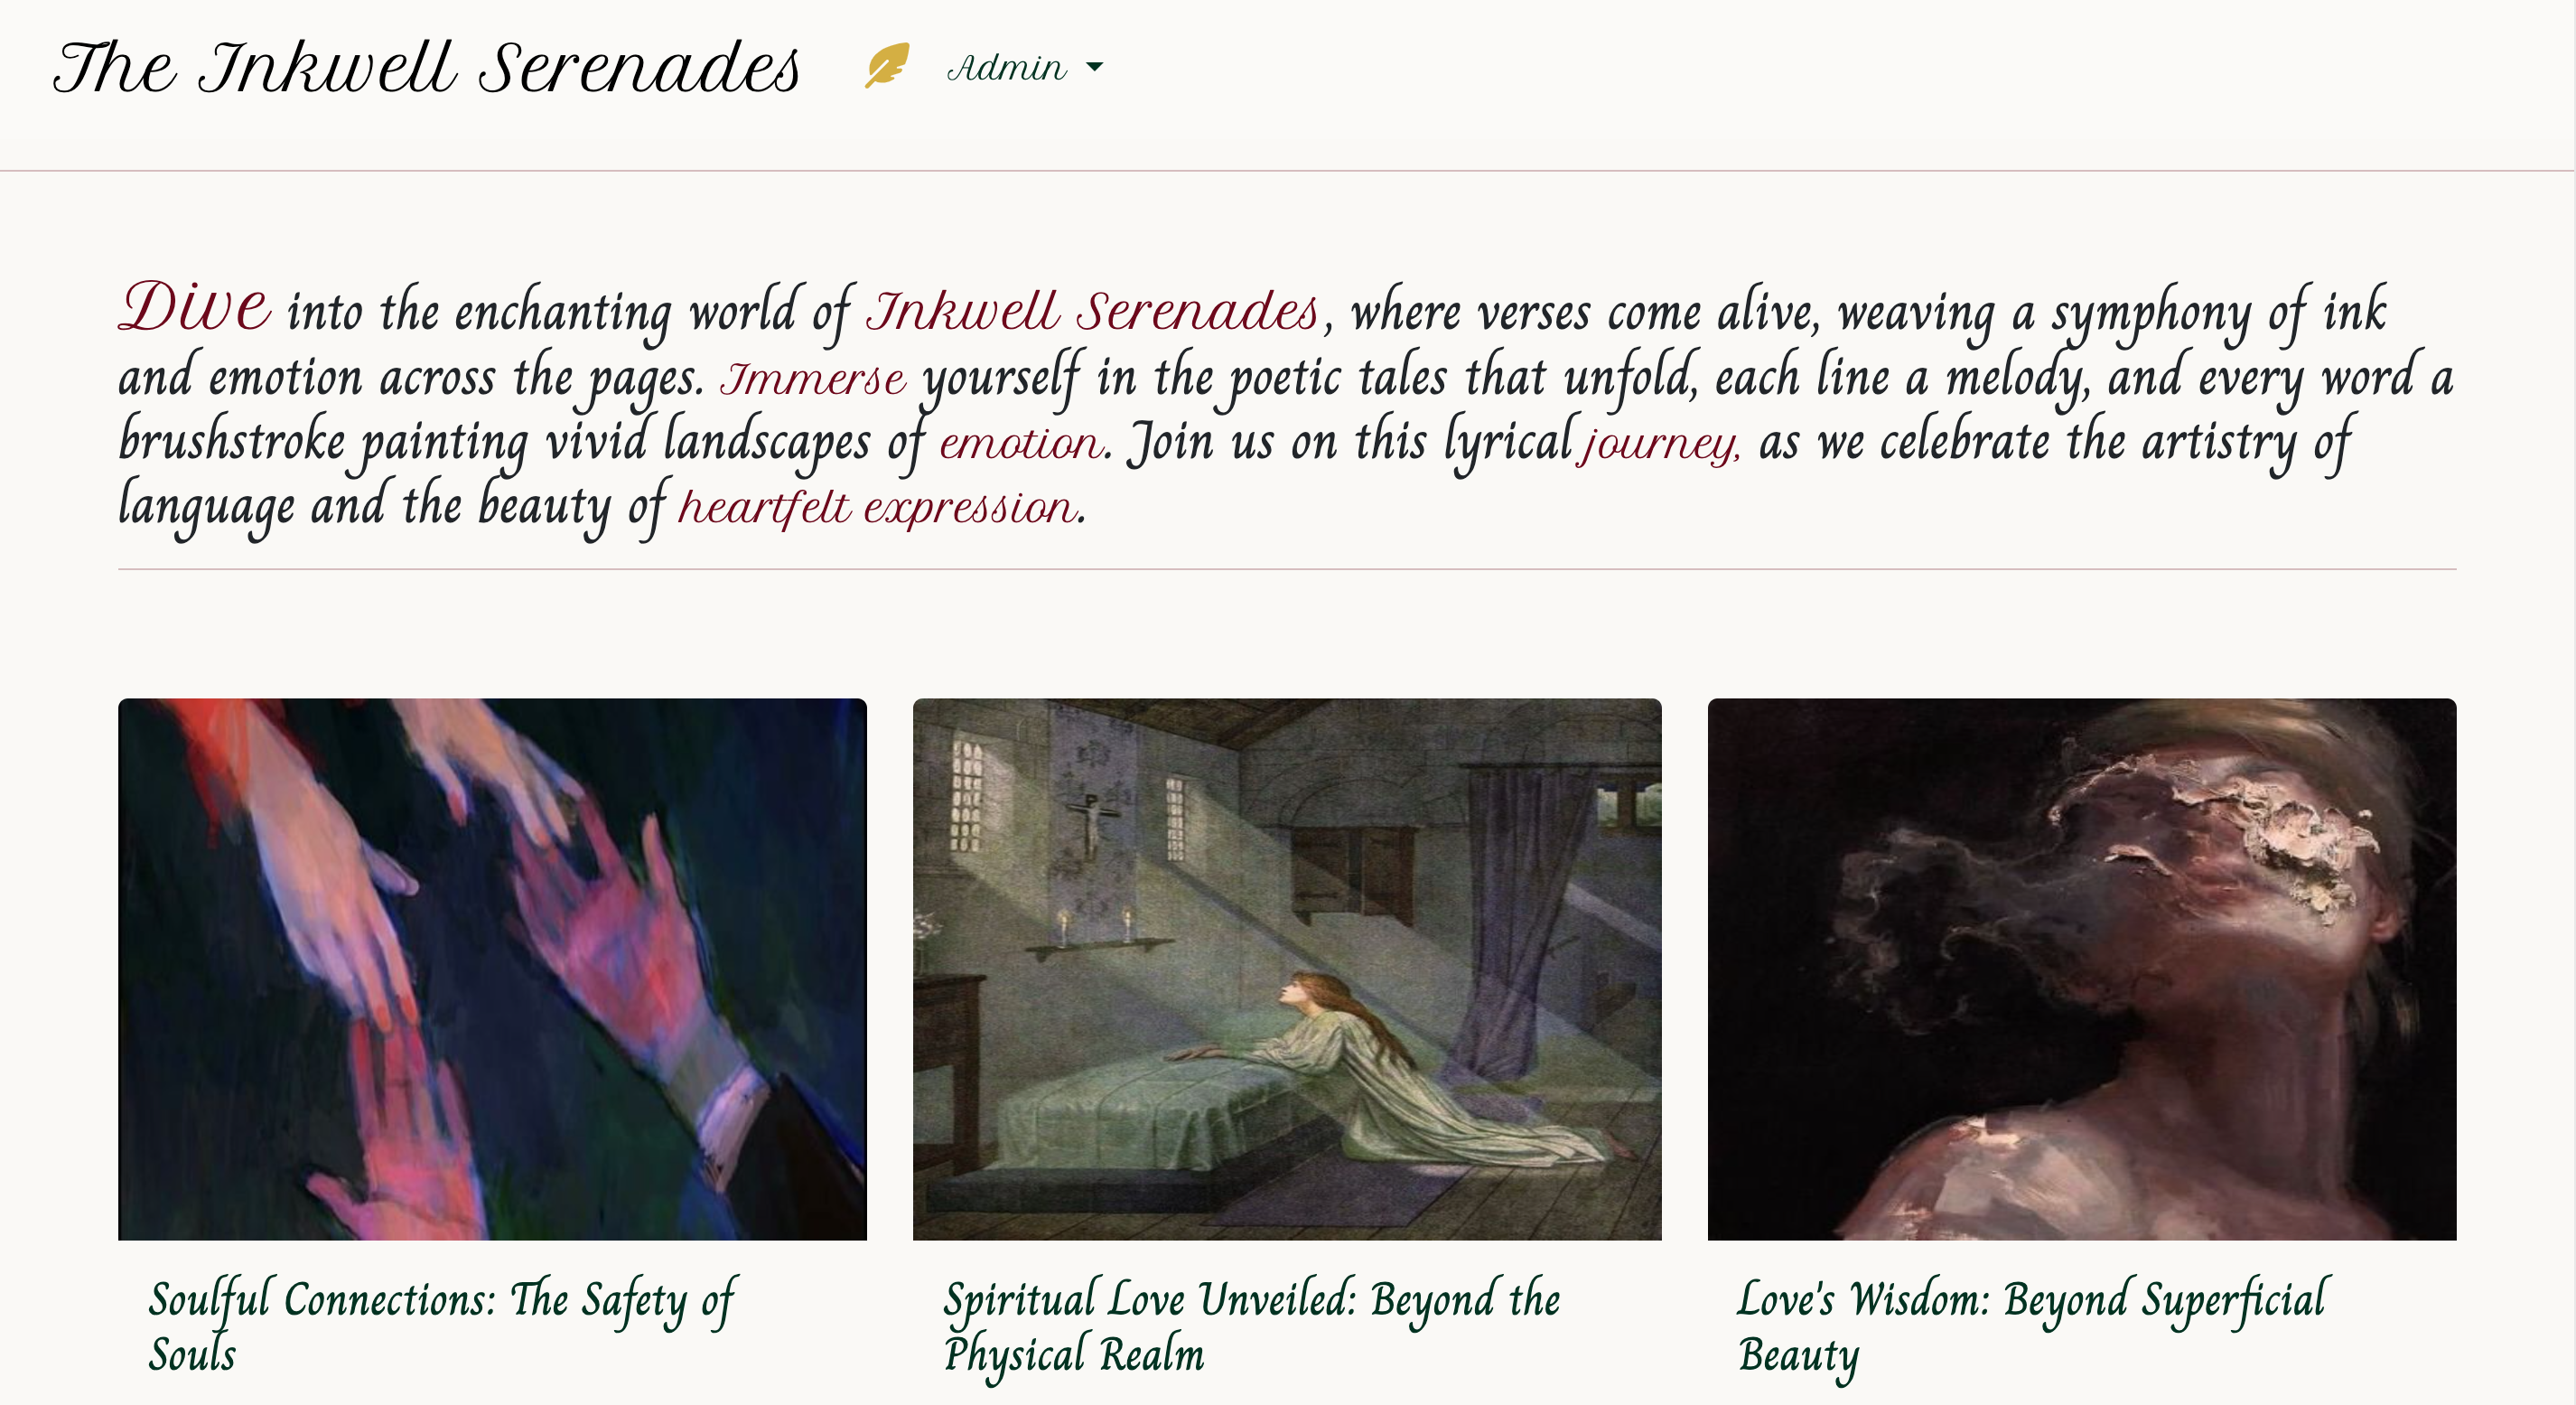 The Inkwell Serenades Admin
Dive into the enchanting world of Inkwell Serenades, where verses come alive, weaving a symphony of ink
and emotion across the pages. Immerse yourself in the poetic tales that unfold, each line a melody, and every word a
brushstroke painting vivid landscapes of emotion. Join us on this lyrical journey, as we celebrate the artistry of
language and the beauty of heartfelt expression.
Soulful Connections: The Safety of
Souls
Spiritual Love Unveiled: Beyond the
Physical Realm
Love's Wisdom: Beyond Superficial
Beauty